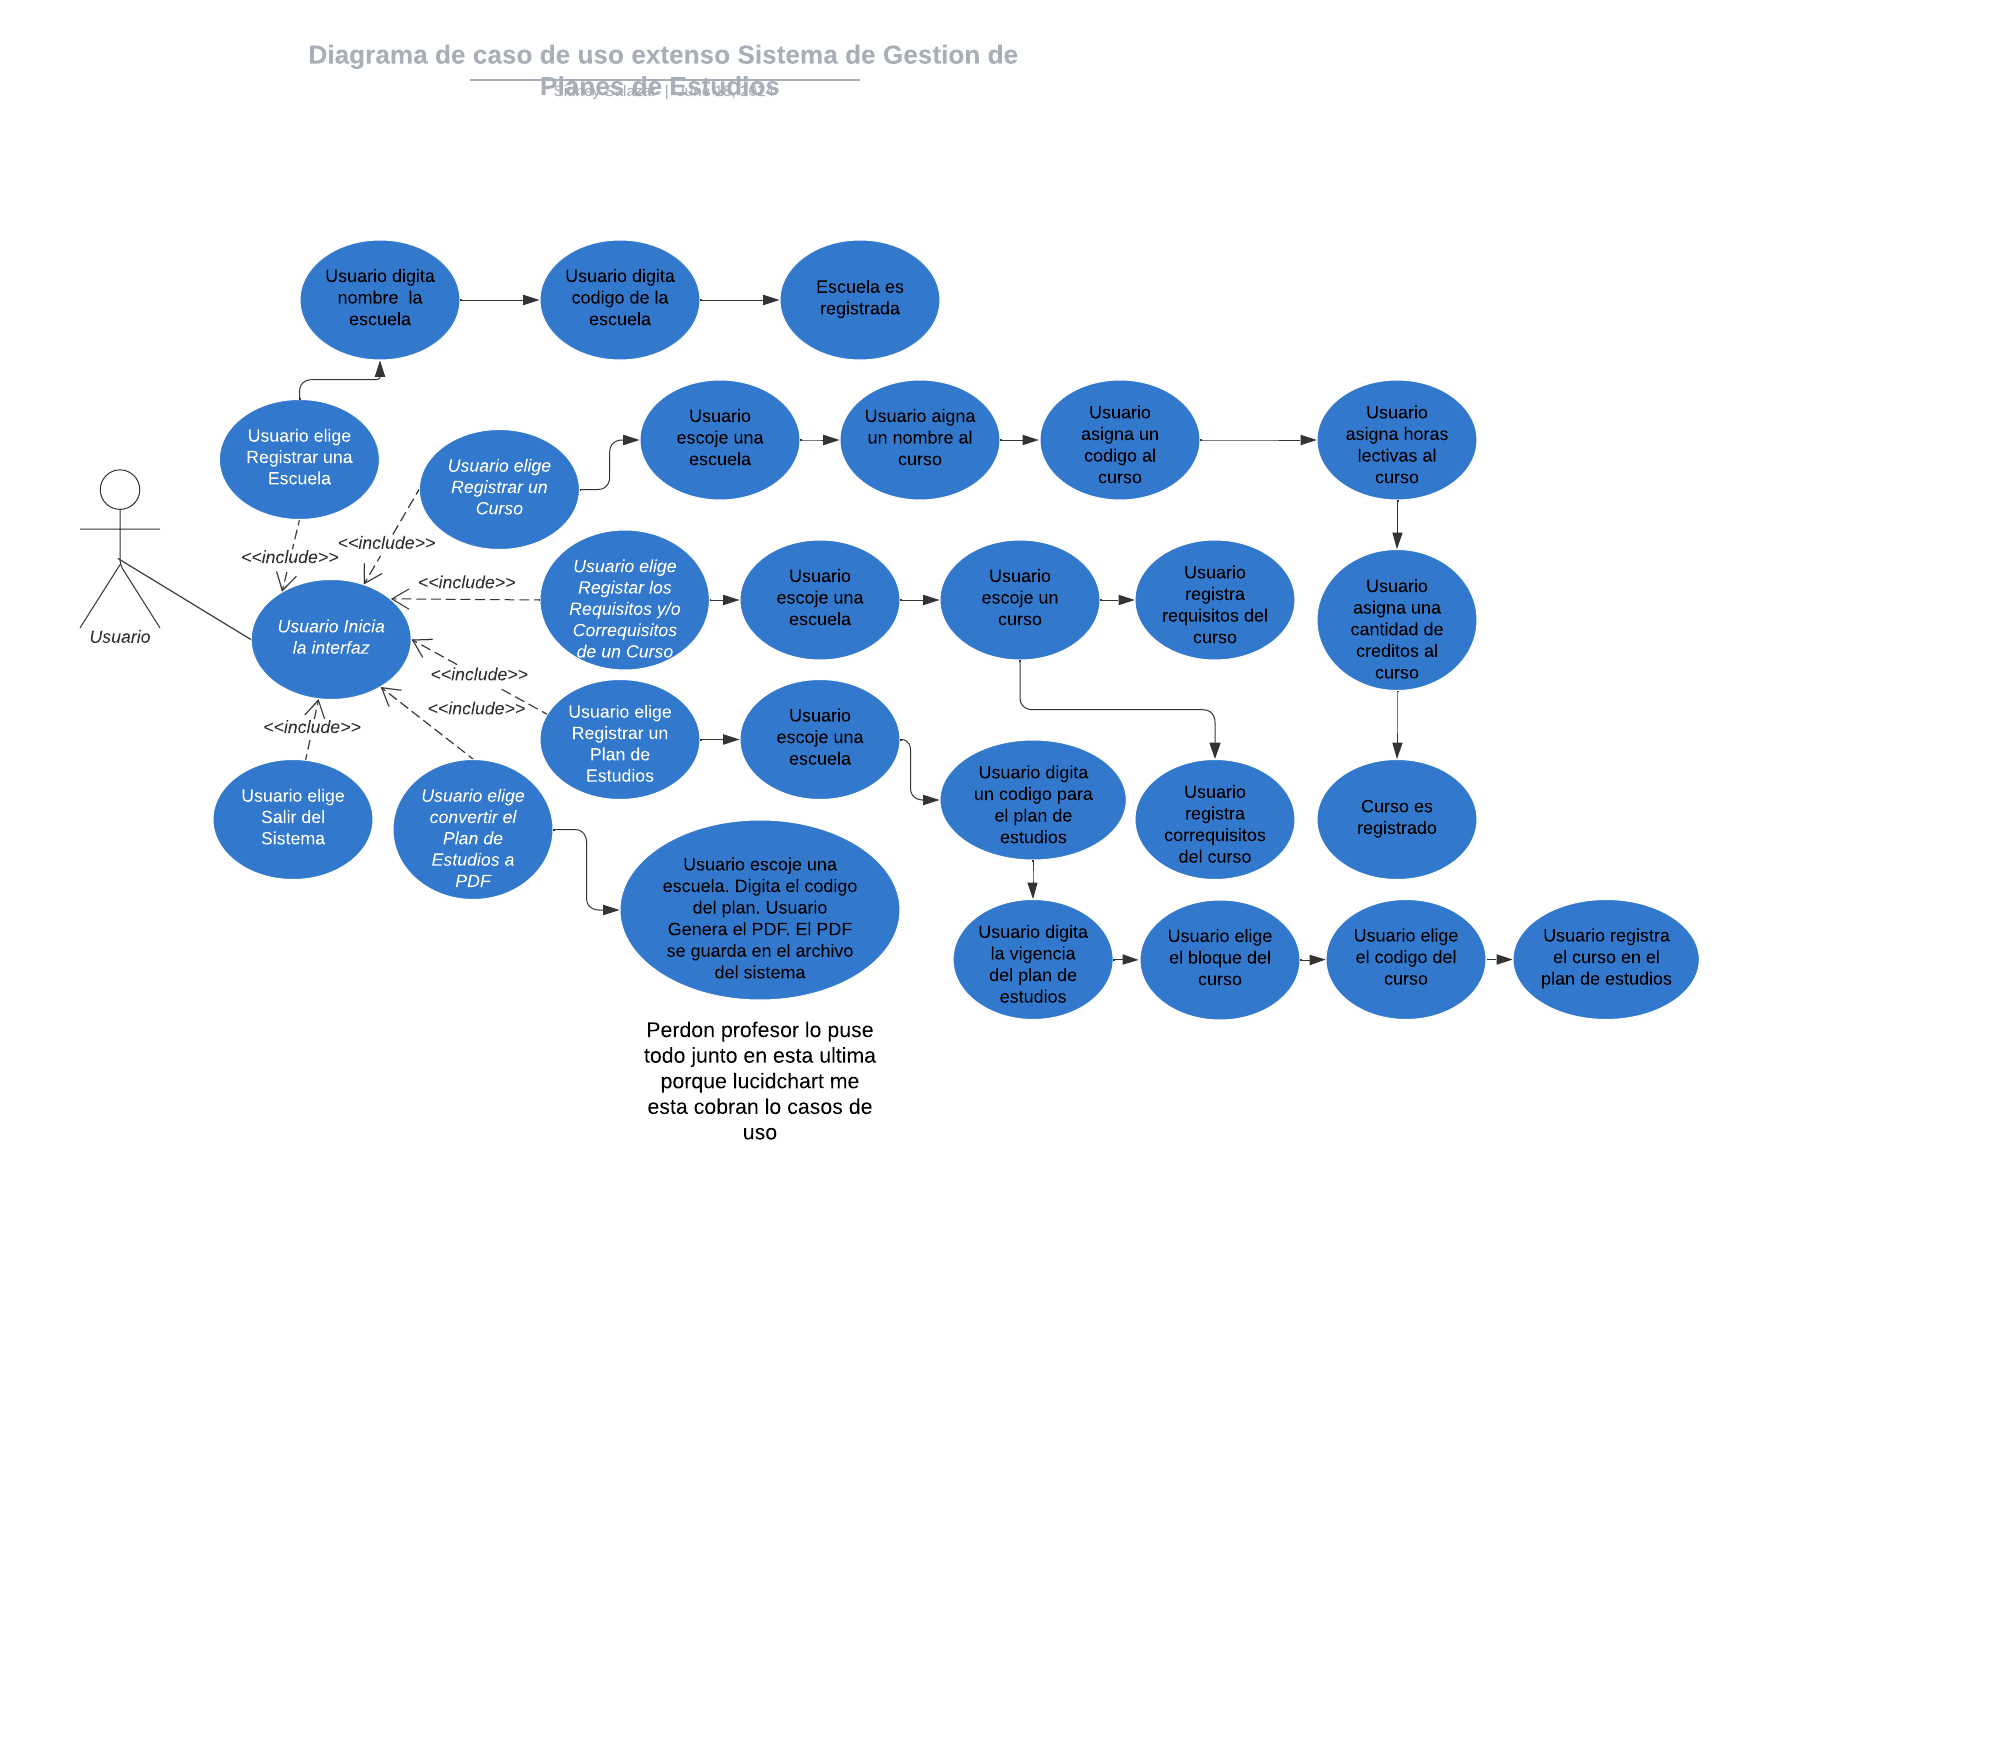 Diagrama de caso de uso extenso Sistema de Gestion de
Planes de Estudios
Sidney Salazar | June 18, 2024
Usuario digita
nombre  la
escuela
Usuario digita
codigo de la
escuela
Escuela es
registrada
Usuario elige
Registrar una
Escuela
Usuario elige
Registrar un
Curso
Usuario
escoje una
escuela
Usuario aigna
un nombre al
curso
Usuario
asigna un
codigo al
curso
Usuario
asigna horas
lectivas al
curso
<<include>>
<<include>>
<<include>>
Usuario
Usuario Inicia
la interfaz
Usuario elige
Registar los
Requisitos y/o
Correquisitos
de un Curso
Usuario
escoje una
escuela
Usuario
escoje un
curso
Usuario
registra
requisitos del
curso
Usuario
asigna una
cantidad de
creditos al
curso
<<include>>
<<include>>
<<include>>
Usuario elige
Registrar un
Plan de
Estudios
Usuario
escoje una
escuela
Usuario digita
un codigo para
el plan de
estudios
Usuario
registra
correquisitos
del curso
Curso es
registrado
Usuario elige
Salir del
Sistema
Usuario elige
convertir el
Plan de
Estudios a
PDF
Usuario escoje una
escuela. Digita el codigo
del plan. Usuario
Genera el PDF. El PDF
se guarda en el archivo
del sistema
Usuario digita
la vigencia
del plan de
estudios
Usuario elige
el bloque del
curso
Usuario elige
el codigo del
curso
Usuario registra
el curso en el
plan de estudios
Perdon profesor lo puse
todo junto en esta ultima
porque lucidchart me
esta cobran lo casos de
uso